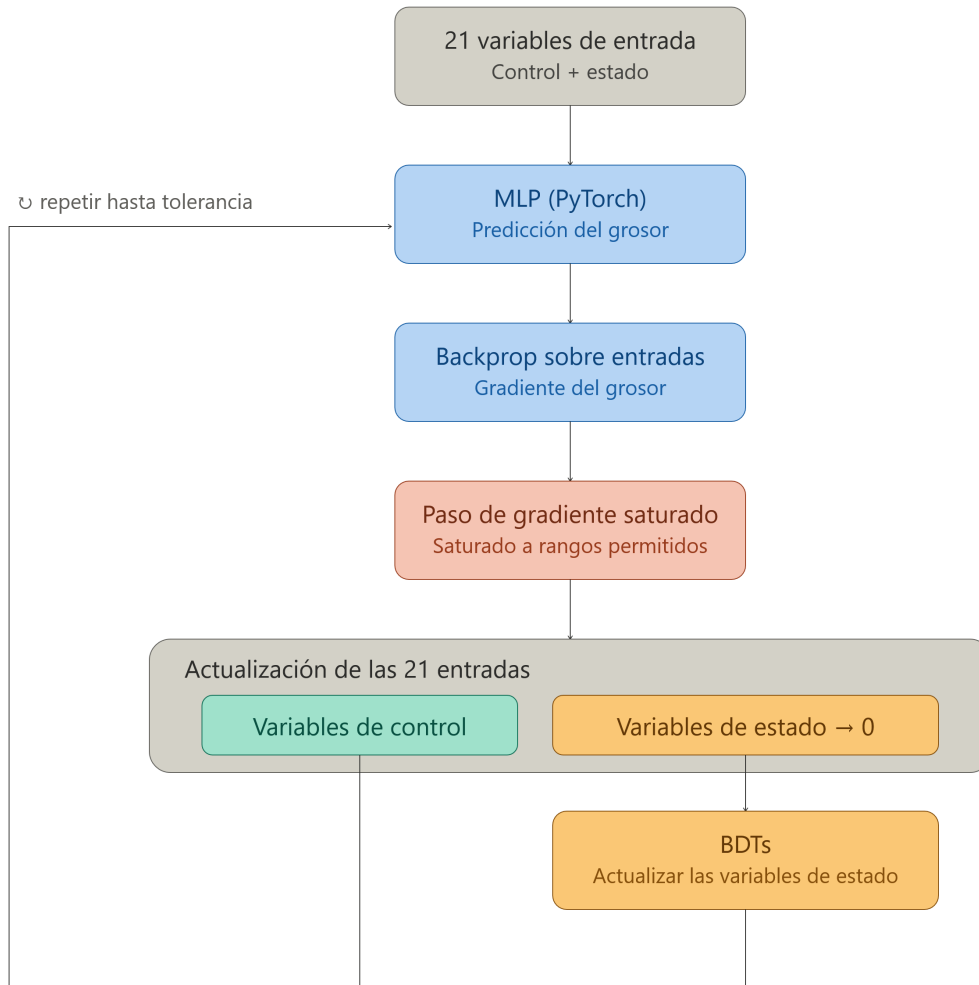 21 variables de entrada
Control + estado
↻ repetir hasta tolerancia
MLP (PyTorch)
Predicción del grosor
Backprop sobre entradas
Gradiente del grosor
Paso de gradiente saturado
Saturado a rangos permitidos
Actualización de las 21 entradas
Variables de control
Variables de estado → 0
BDTs
Actualizar las variables de estado